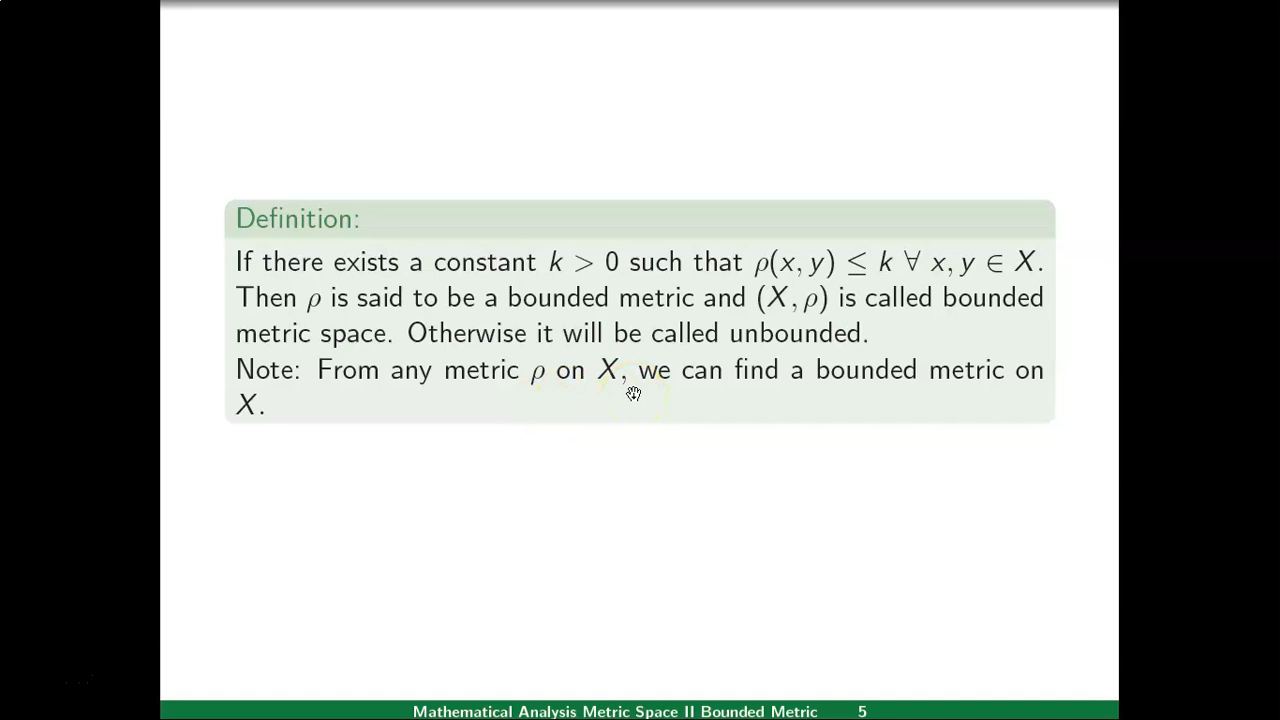 Definition:
If there exists a constant k > 0 such that ρ(x, y) ≤ k ∀ x, y ∈ X.
Then ρ is said to be a bounded metric and (X, ρ) is called bounded
metric space. Otherwise it will be called unbounded.
Note: From any metric ρ on X, we can find a bounded metric on
X.
Mathematical Analysis Metric Space II Bounded Metric 5